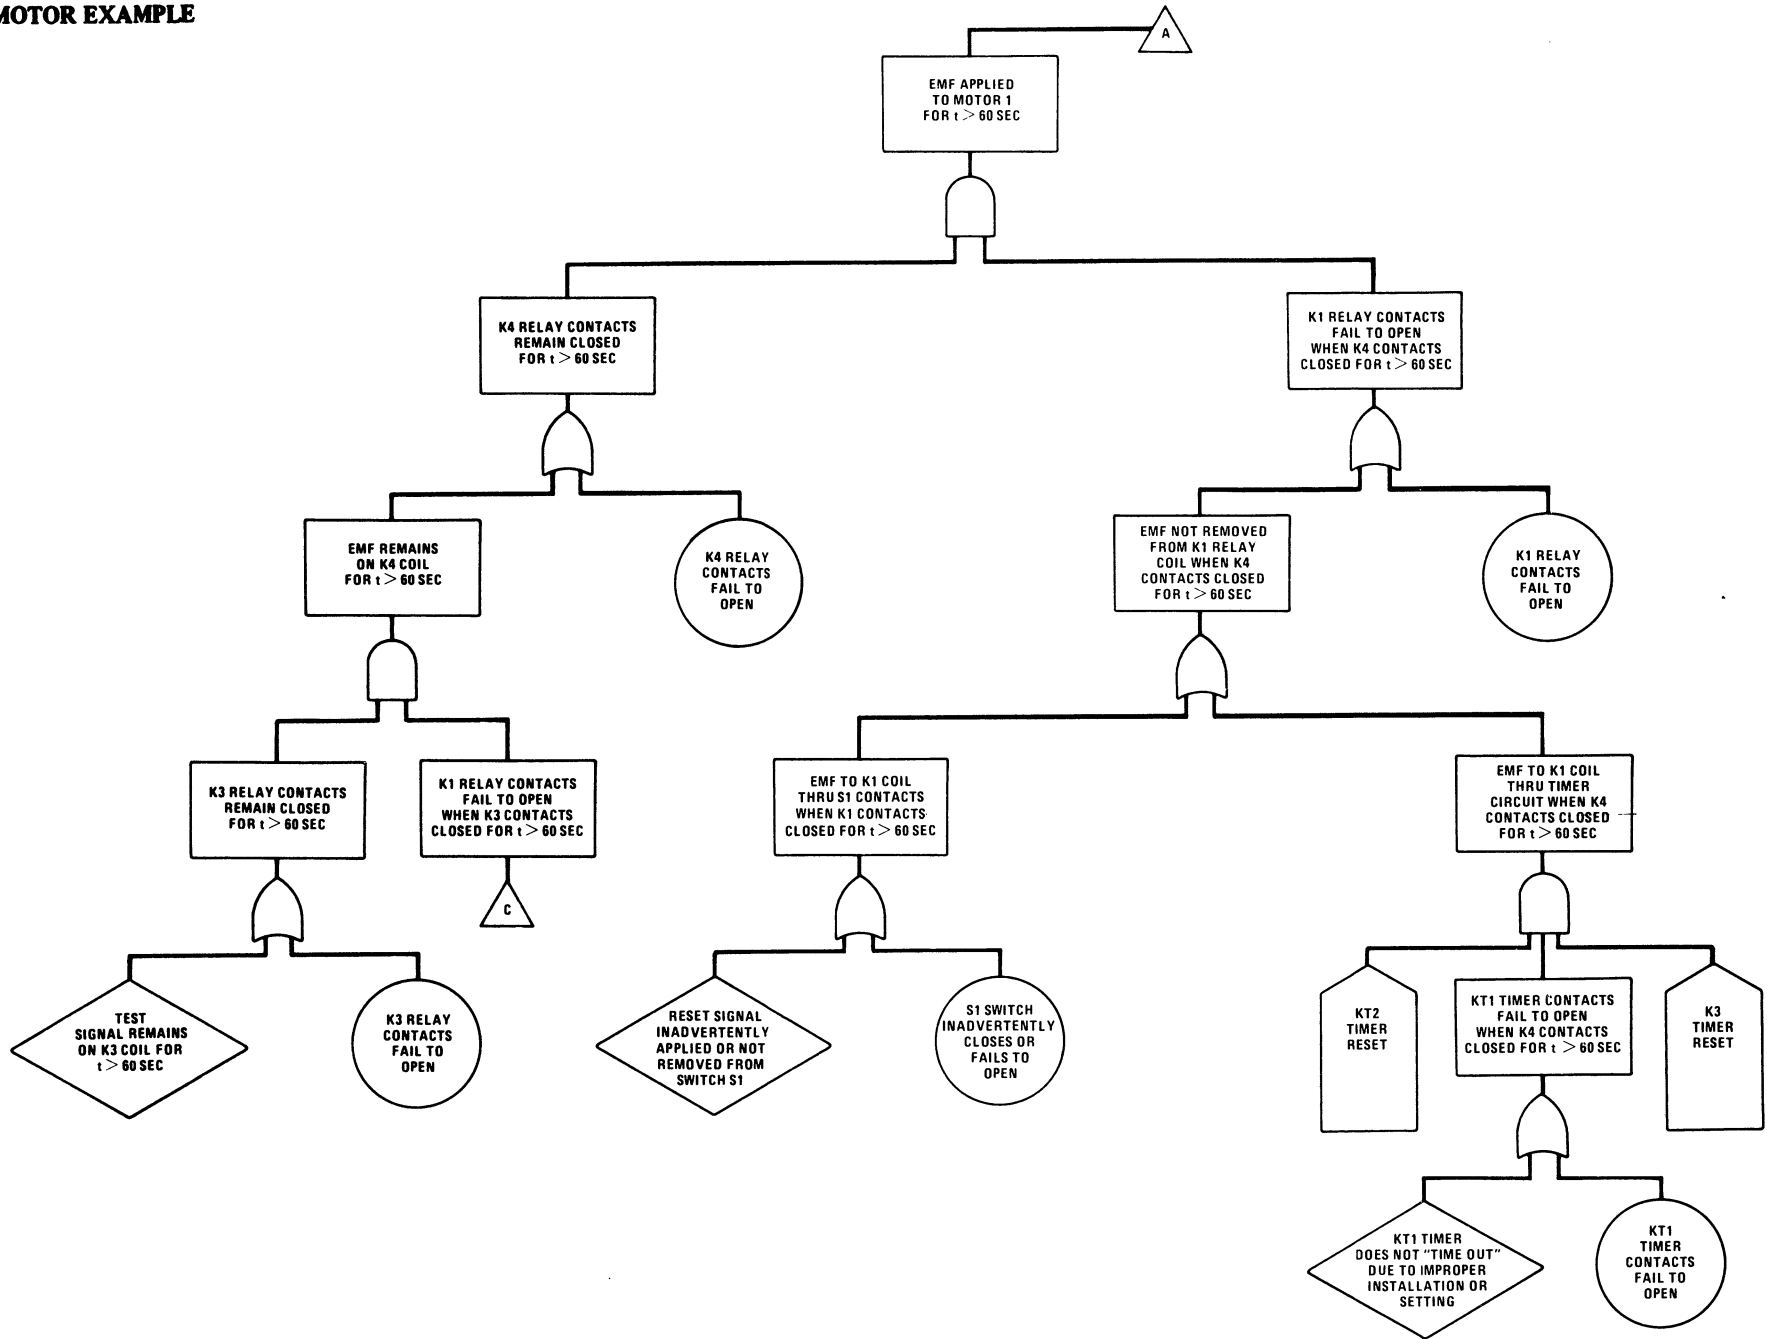 MOTOR EXAMPLE
A
EMF APPLIED
TO MOTOR 1
FOR t > 60 SEC
K4 RELAY CONTACTS
REMAIN CLOSED
FOR t > 60 SEC
K1 RELAY CONTACTS
FAIL TO OPEN
WHEN K4 CONTACTS
CLOSED FOR t > 60 SEC
EMF REMAINS
ON K4 COIL
FOR t > 60 SEC
K4 RELAY
CONTACTS
FAIL TO
OPEN
EMF NOT REMOVED
FROM K1 RELAY
COIL WHEN K4
CONTACTS CLOSED
FOR t > 60 SEC
K1 RELAY
CONTACTS
FAIL TO
OPEN
K3 RELAY CONTACTS
REMAIN CLOSED
FOR t > 60 SEC
K1 RELAY CONTACTS
FAIL TO OPEN
WHEN K3 CONTACTS
CLOSED FOR t > 60 SEC
C
EMF TO K1 COIL
THRU S1 CONTACTS
WHEN K1 CONTACTS
CLOSED FOR t > 60 SEC
EMF TO K1 COIL
THRU TIMER
CIRCUIT WHEN K4
CONTACTS CLOSED
FOR t > 60 SEC
TEST
SIGNAL REMAINS
ON K3 COIL FOR
t > 60 SEC
K3 RELAY
CONTACTS
FAIL TO
OPEN
RESET SIGNAL
INADVERTENTLY
APPLIED OR NOT
REMOVED FROM
SWITCH S1
S1 SWITCH
INADVERTENTLY
CLOSES OR
FAILS TO
OPEN
KT2
TIMER
RESET
KT1 TIMER CONTACTS
FAIL TO OPEN
WHEN K4 CONTACTS
CLOSED FOR t > 60 SEC
K3
TIMER
RESET
KT1 TIMER
DOES NOT "TIME OUT"
DUE TO IMPROPER
INSTALLATION OR
SETTING
KT1
TIMER
CONTACTS
FAIL TO
OPEN